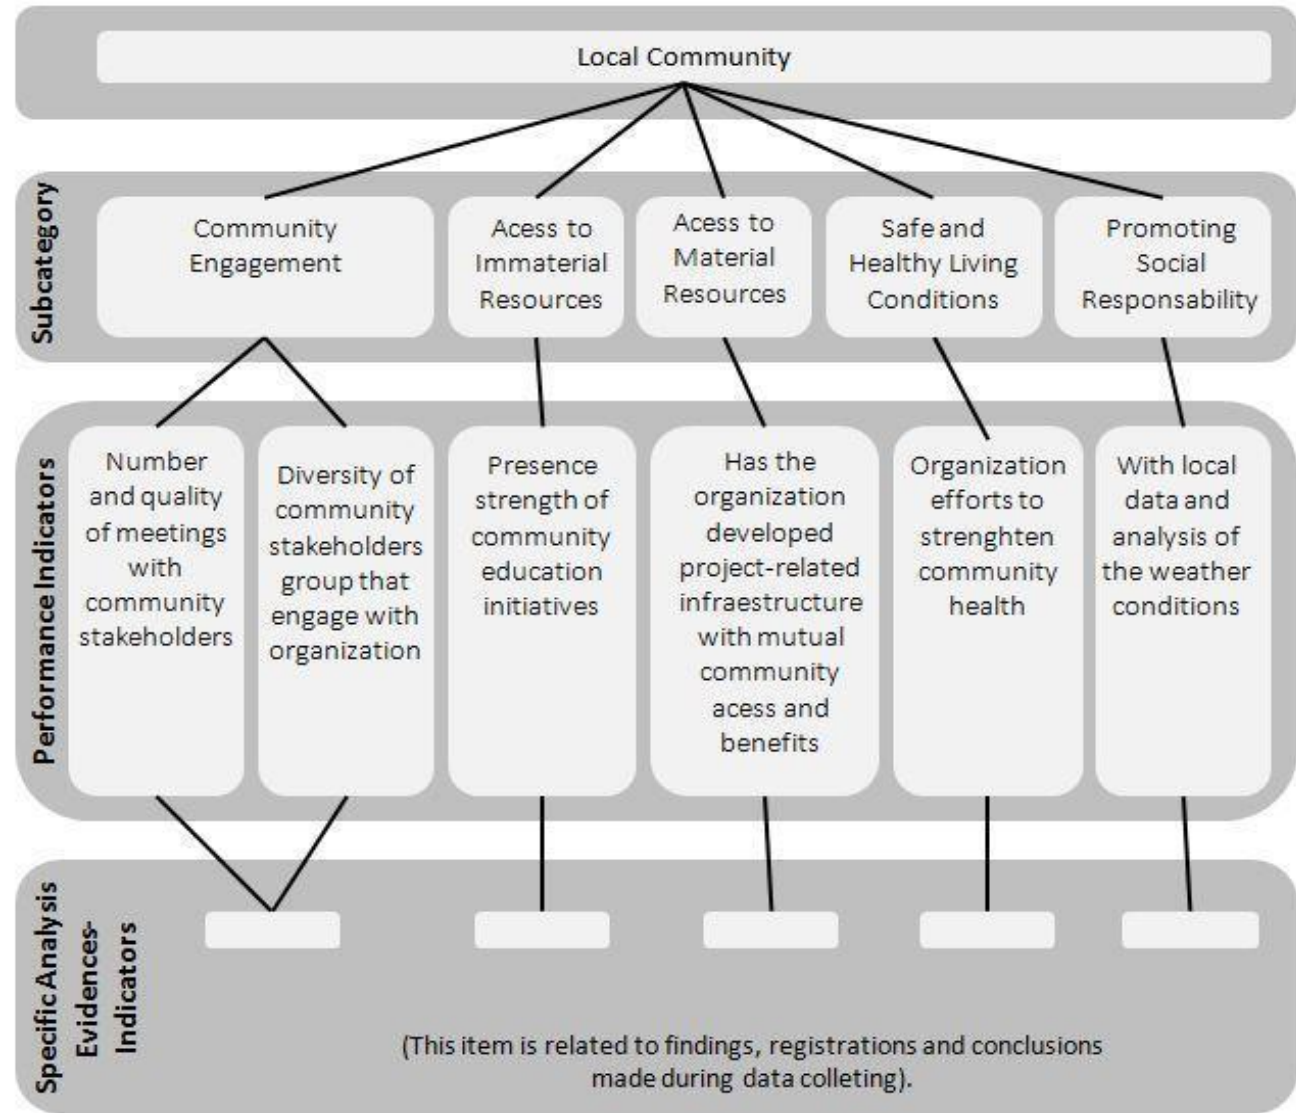 Local Community
Subcategory
Community
Engagement
Acess to
Immaterial
Resources
Acess to
Material
Resources
Safe and
Healthy Living
Conditions
Promoting
Social
Responsability
Performance Indicators
Number
and quality
of meetings
with
community
stakeholders
Diversity of
community
stakeholders
group that
engage with
organization
Presence
strength of
community
education
initiatives
Has the
organization
developed
project-related
infraestructure
with mutual
community
acess and
benefits
Organization
efforts to
strenghten
community
health
With local
data and
analysis of
the weather
conditions
Specific Analysis
Evidences-
Indicators
(This item is related to findings, registrations and conclusions
made during data colleting).